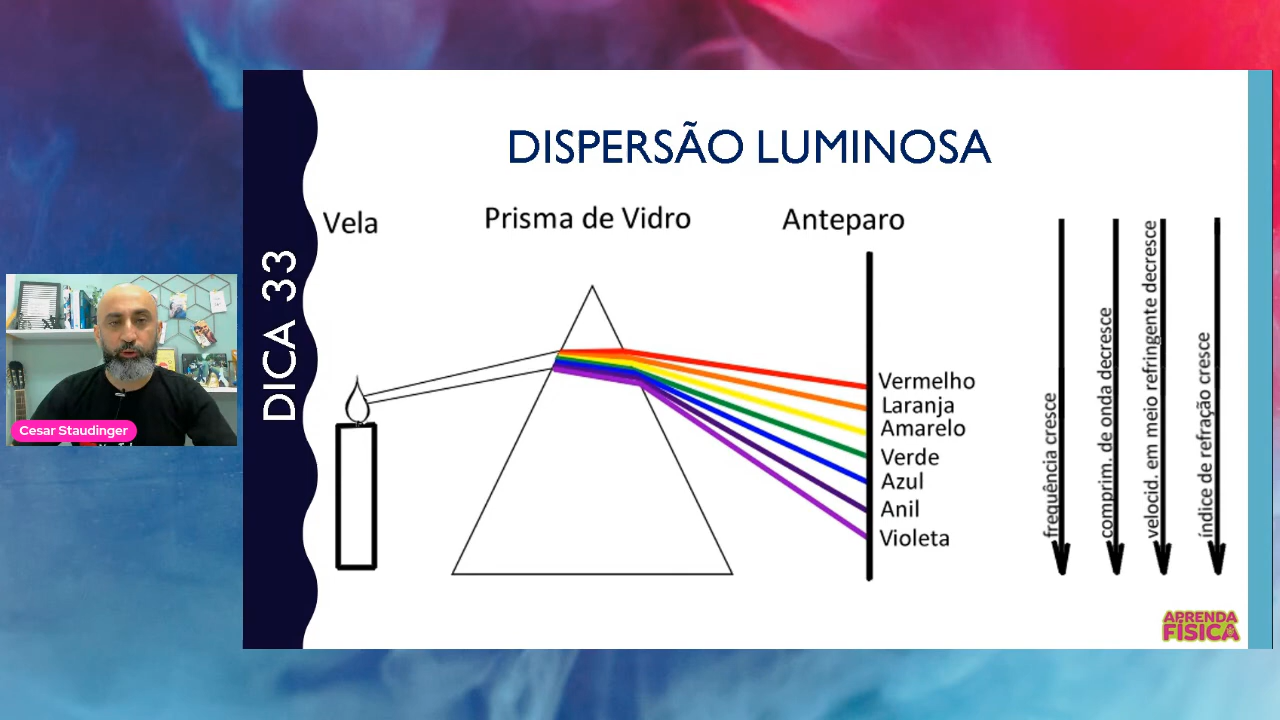 DISPERSÃO LUMINOSA
DICA 33
Vela
Prisma de Vidro
Anteparo
Vermelho
Laranja
Amarelo
Verde
Azul
Anil
Violeta
frequência cresce
comprim. de onda decresce
velocid. em meio refringente decresce
índice de refração cresce
Cesar Staudinger
APRENDA
FÍSICA